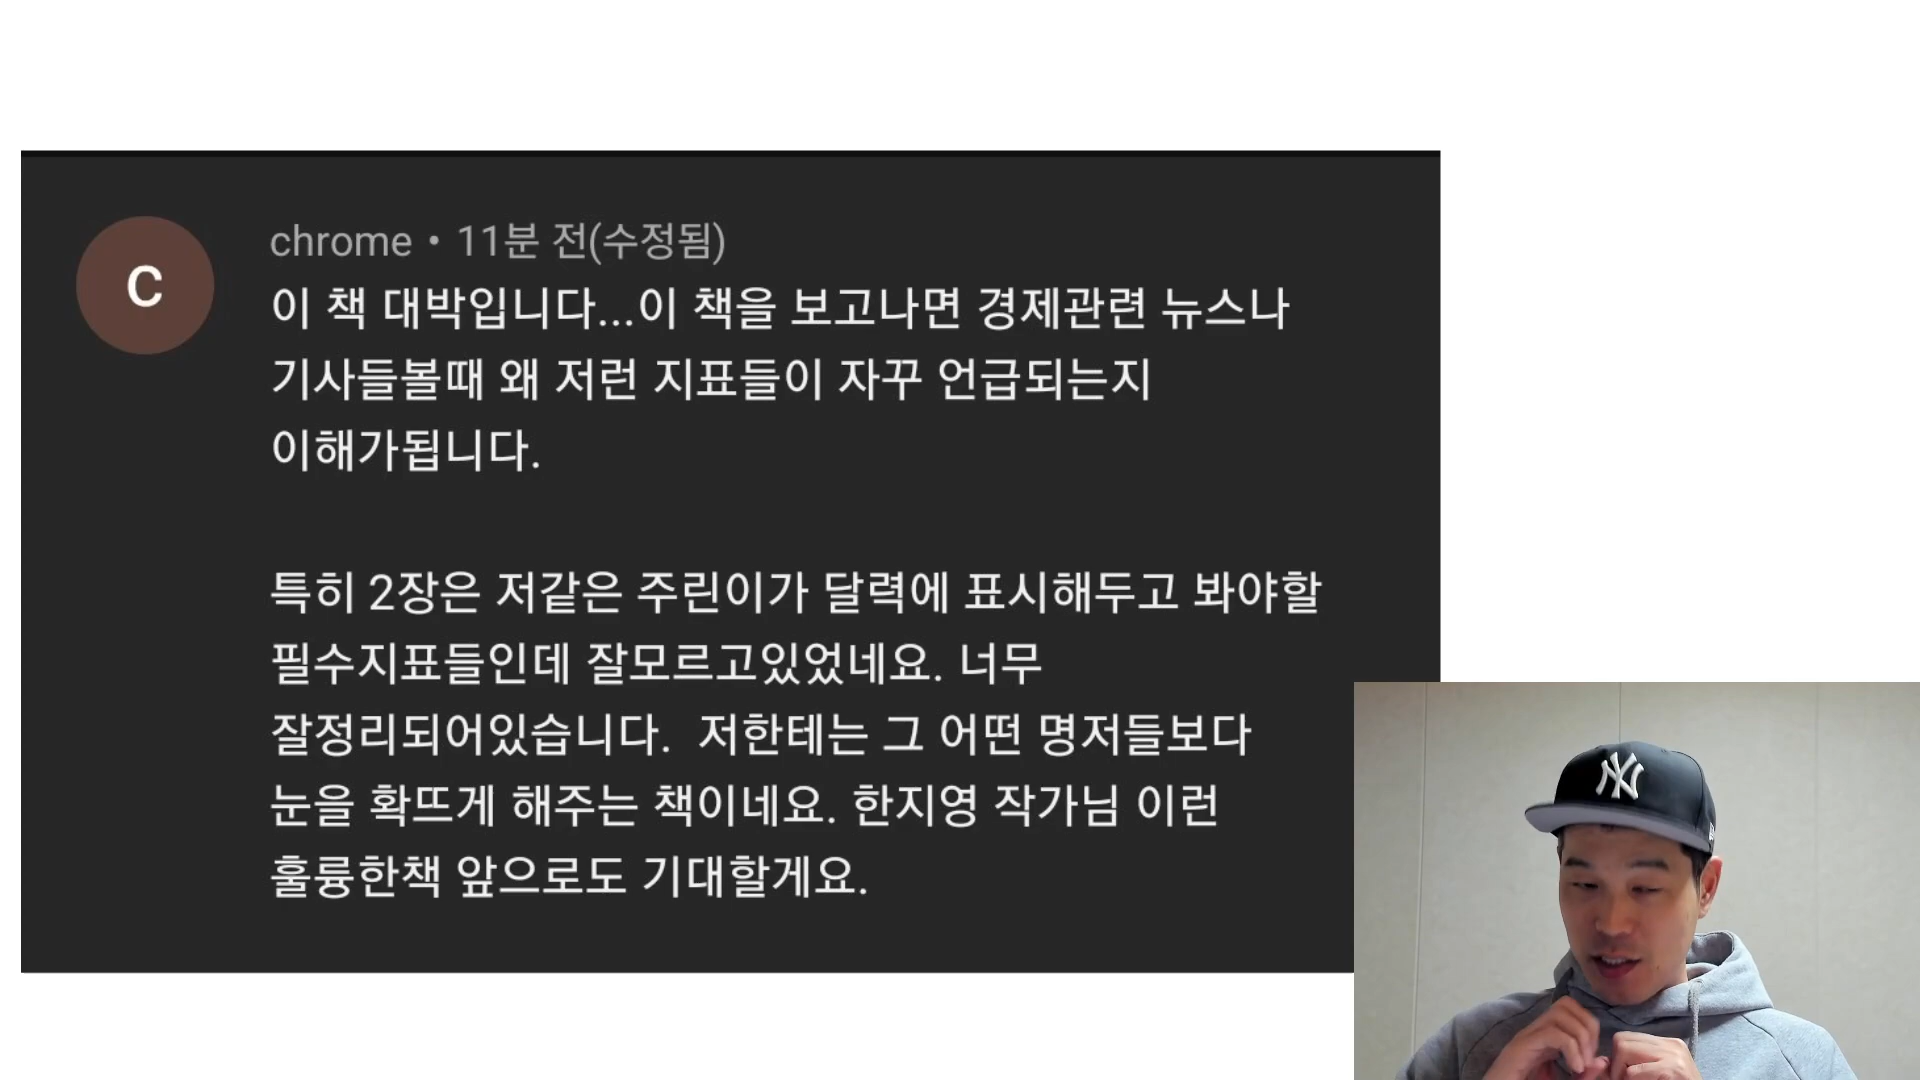 C
chrome • 11분 전(수정됨)
이 책 대박입니다...이 책을 보고나면 경제관련 뉴스나
기사들볼때 왜 저런 지표들이 자꾸 언급되는지
이해가됩니다.
특히 2장은 저같은 주린이가 달력에 표시해두고 봐야할
필수지표들인데 잘모르고있었네요. 너무
잘정리되어있습니다.  저한테는 그 어떤 명저들보다
눈을 확뜨게 해주는 책이네요. 한지영 작가님 이런
훌륭한책 앞으로도 기대할게요.
NY